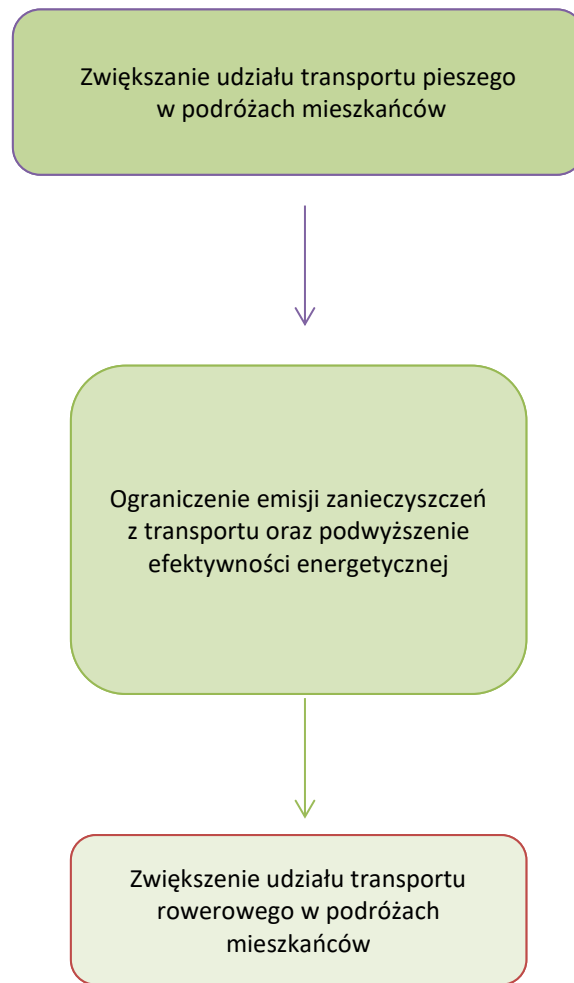 Zwiększanie udziału transportu pieszego
w podróżach mieszkańców
Ograniczenie emisji zanieczyszczeń
z transportu oraz podwyższenie
efektywności energetycznej
Zwiększenie udziału transportu
rowerowego w podróżach
mieszkańców